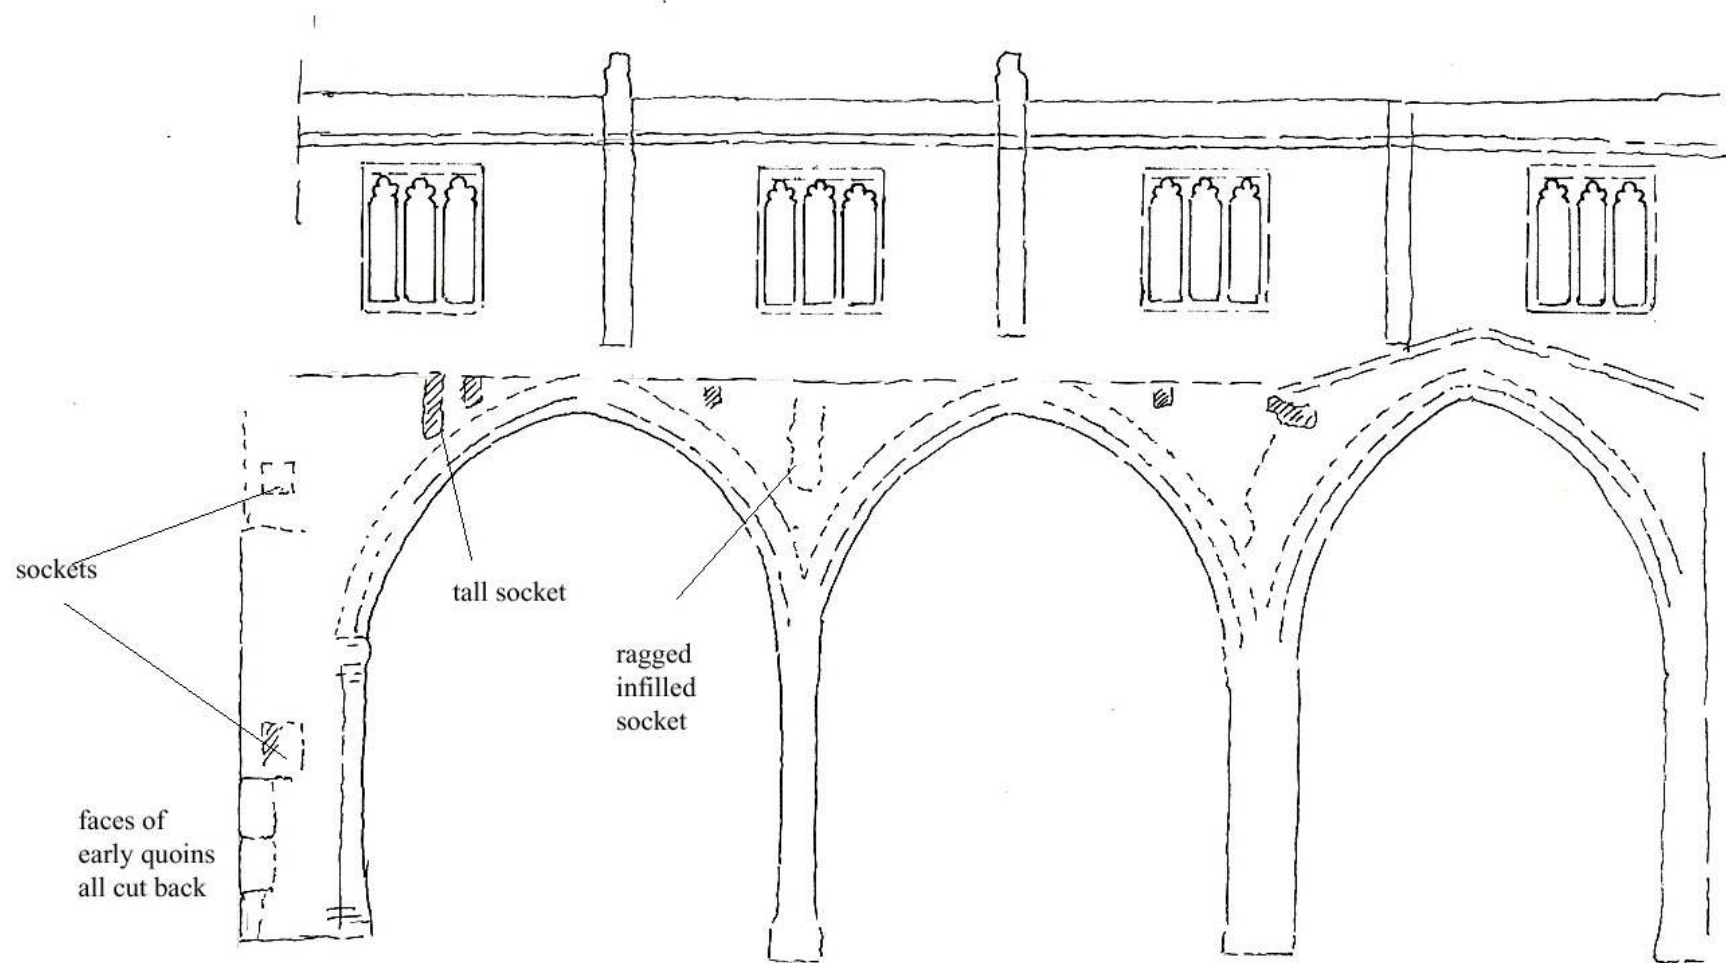 sockets
tall socket
ragged
infilled
socket
faces of
early quoins
all cut back